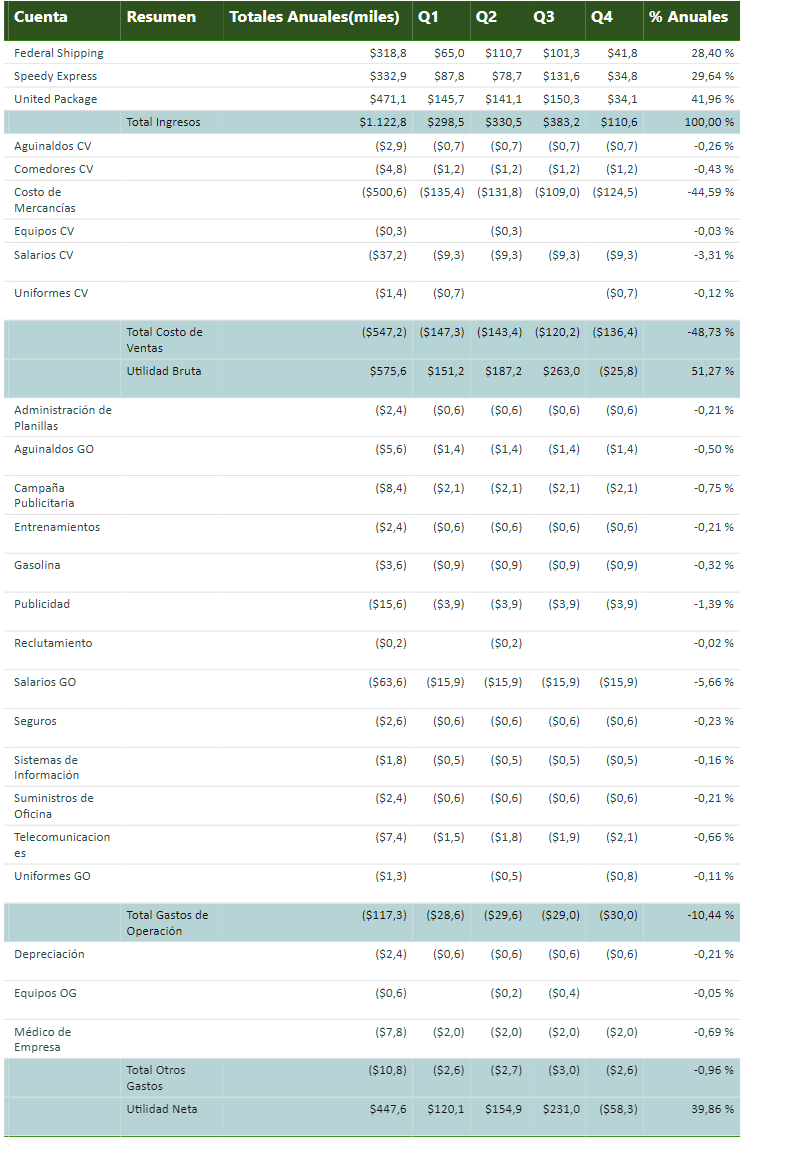 Cuenta Resumen Totales Anuales(miles) Q1 Q2 Q3 Q4 % Anuales
Federal Shipping $318,8 $65,0 $110,7 $101,3 $41,8 28,40 %
Speedy Express $332,9 $87,8 $78,7 $131,6 $34,8 29,64 %
United Package $471,1 $145,7 $141,1 $150,3 $34,1 41,96 %
Total Ingresos $1.122,8 $298,5 $330,5 $383,2 $110,6 100,00 %
Aguinaldos CV ($2,9) ($0,7) ($0,7) ($0,7) ($0,7) -0,26 %
Comedores CV ($4,8) ($1,2) ($1,2) ($1,2) ($1,2) -0,43 %
Costo de ($500,6) ($135,4) ($131,8) ($109,0) ($124,5) -44,59 %
Mercancías
Equipos CV ($0,3) ($0,3) -0,03 %
Salarios CV ($37,2) ($9,3) ($9,3) ($9,3) ($9,3) -3,31 %
Uniformes CV ($1,4) ($0,7) ($0,7) -0,12 %
Total Costo de ($547,2) ($147,3) ($143,4) ($120,2) ($136,4) -48,73 %
Ventas
Utilidad Bruta $575,6 $151,2 $187,2 $263,0 ($25,8) 51,27 %
Administración de ($2,4) ($0,6) ($0,6) ($0,6) ($0,6) -0,21 %
Planillas
Aguinaldos GO ($5,6) ($1,4) ($1,4) ($1,4) ($1,4) -0,50 %
Campaña ($8,4) ($2,1) ($2,1) ($2,1) ($2,1) -0,75 %
Publicitaria
Entrenamientos ($2,4) ($0,6) ($0,6) ($0,6) ($0,6) -0,21 %
Gasolina ($3,6) ($0,9) ($0,9) ($0,9) ($0,9) -0,32 %
Publicidad ($15,6) ($3,9) ($3,9) ($3,9) ($3,9) -1,39 %
Reclutamiento ($0,2) ($0,2) -0,02 %
Salarios GO ($63,6) ($15,9) ($15,9) ($15,9) ($15,9) -5,66 %
Seguros ($2,6) ($0,6) ($0,6) ($0,6) ($0,6) -0,23 %
Sistemas de ($1,8) ($0,5) ($0,5) ($0,5) ($0,5) -0,16 %
Información
Suministros de ($2,4) ($0,6) ($0,6) ($0,6) ($0,6) -0,21 %
Oficina
Telecomunicacion ($7,4) ($1,5) ($1,8) ($1,9) ($2,1) -0,66 %
es
Uniformes GO ($1,3) ($0,5) ($0,8) -0,11 %
Total Gastos de ($117,3) ($28,6) ($29,6) ($29,0) ($30,0) -10,44 %
Operación
Depreciación ($2,4) ($0,6) ($0,6) ($0,6) ($0,6) -0,21 %
Equipos OG ($0,6) ($0,2) ($0,4) -0,05 %
Médico de ($7,8) ($2,0) ($2,0) ($2,0) ($2,0) -0,69 %
Empresa
Total Otros ($10,8) ($2,6) ($2,7) ($3,0) ($2,6) -0,96 %
Gastos
Utilidad Neta $447,6 $120,1 $154,9 $231,0 ($58,3) 39,86 %